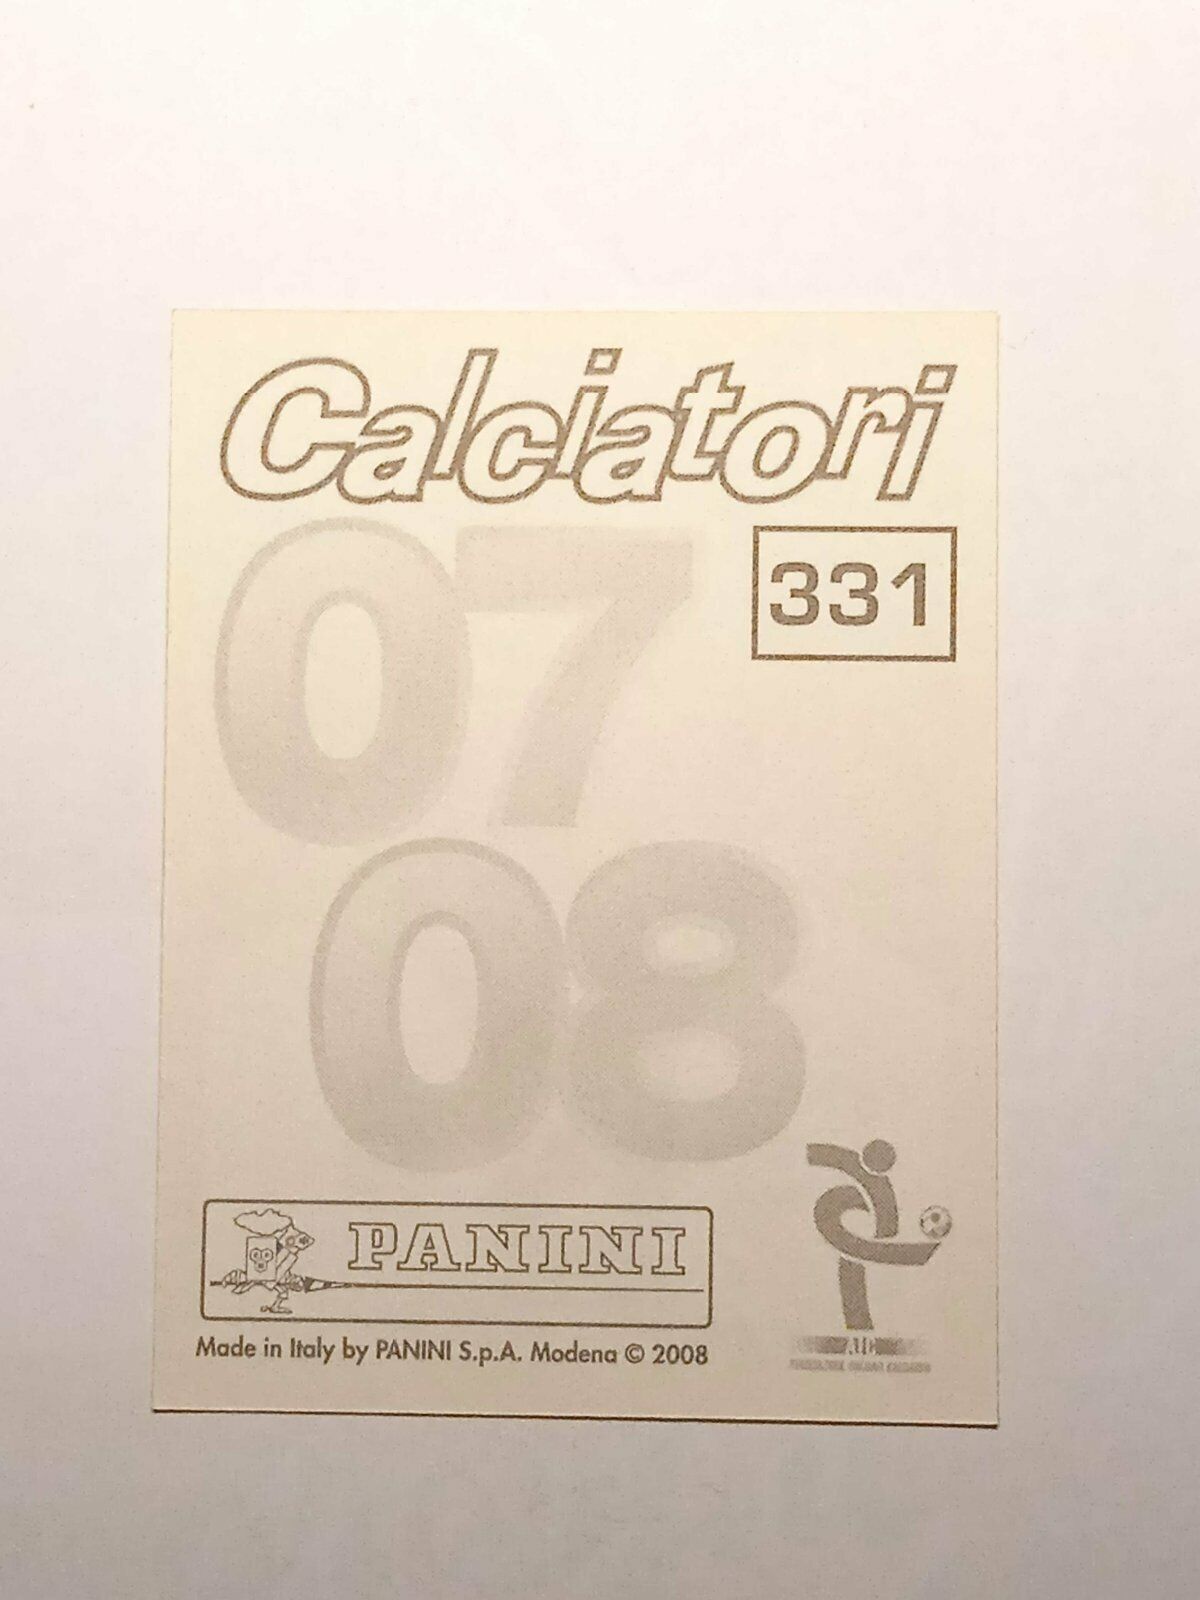 Calciatori
07
331
08
PANINI
Made in Italy by PANINI S.p.A. Modena © 2008